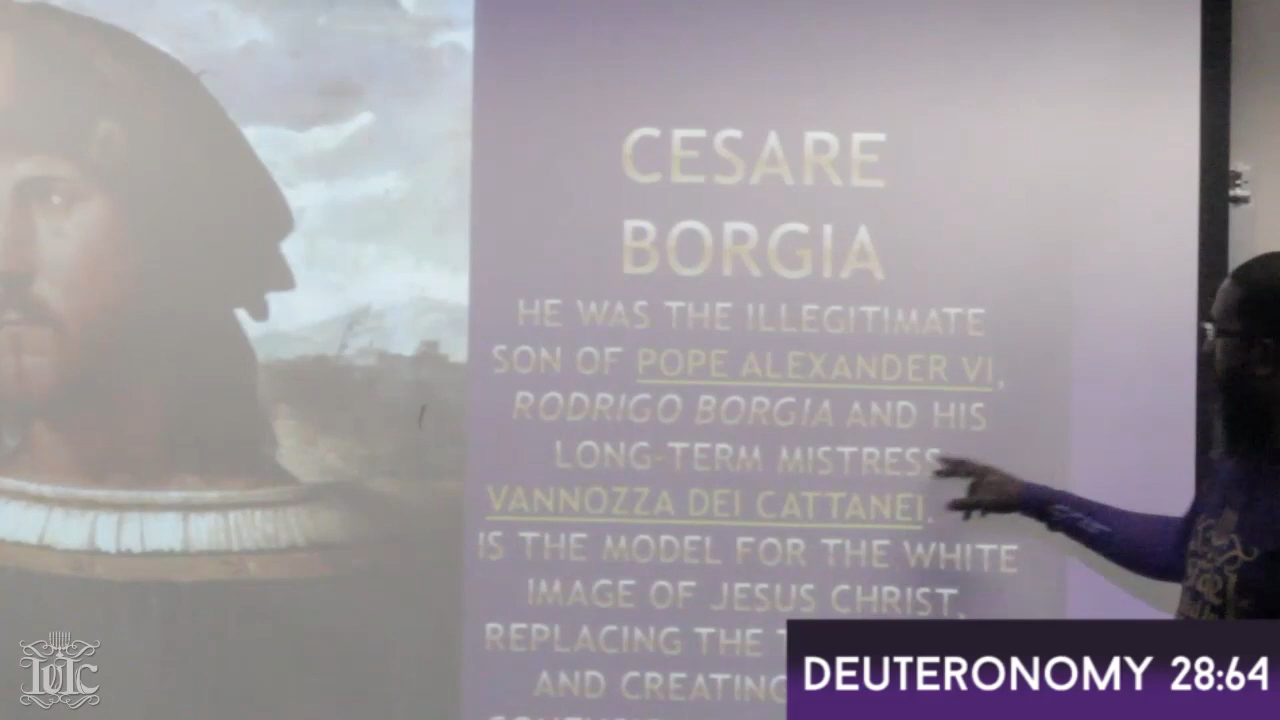 CESARE
BORGIA
HE WAS THE ILLEGITIMATE
SON OF POPE ALEXANDER VI,
RODRIGO BORGIA AND HIS
LONG-TERM MISTRESS
VANNOZZA DEI CATTANEI.
IS THE MODEL FOR THE WHITE
IMAGE OF JESUS CHRIST,
REPLACING THE
AND CREATING
DEUTERONOMY 28:64
IUIC